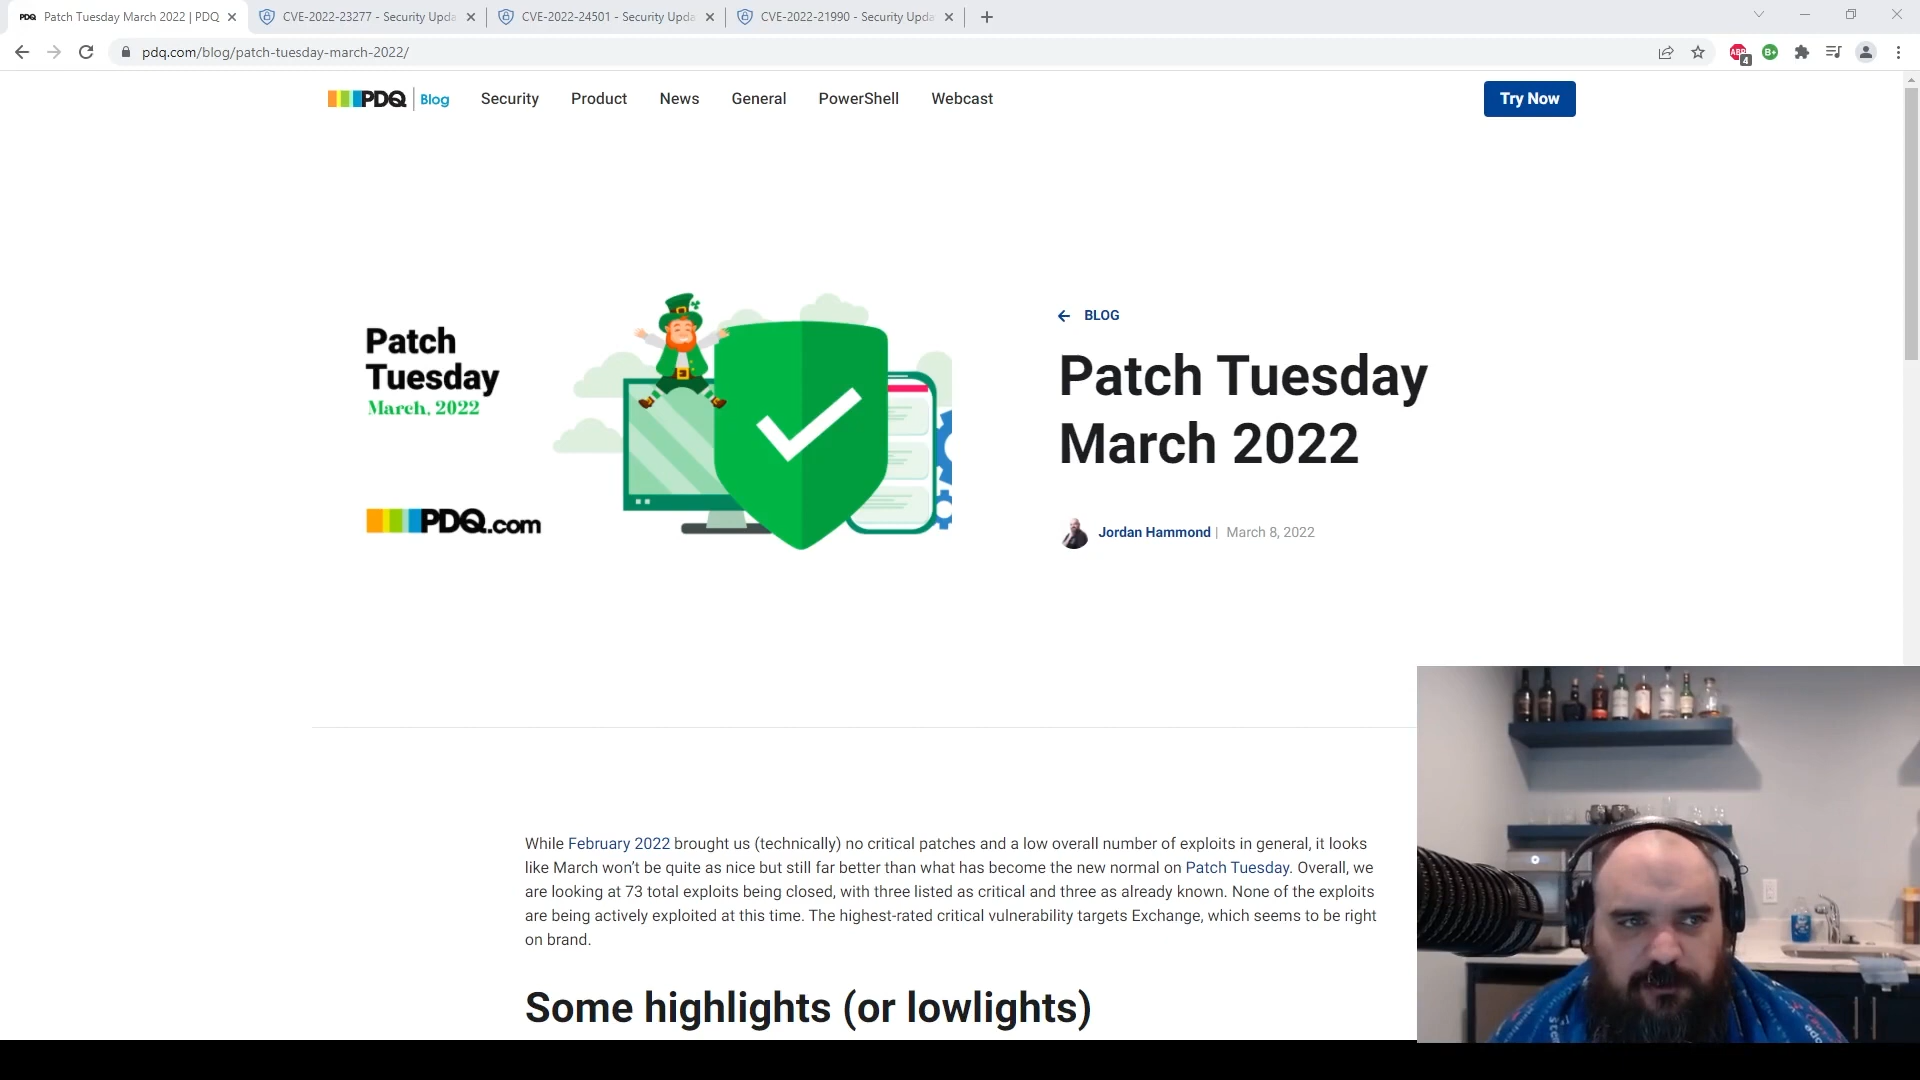 PDQ Patch Tuesday March 2022 | PDQ
CVE-2022-23277 - Security Upda
CVE-2022-24501 - Security Upda
CVE-2022-21990 - Security Upda
pdq.com/blog/patch-tuesday-march-2022/
4
B+
PDQ Blog
Security
Product
News
General
PowerShell
Webcast
Try Now
Patch
Tuesday
March, 2022
PDQ.com
BLOG
Patch Tuesday
March 2022
Jordan Hammond | March 8, 2022
While February 2022 brought us (technically) no critical patches and a low overall number of exploits in general, it looks
like March won’t be quite as nice but still far better than what has become the new normal on Patch Tuesday. Overall, we
are looking at 73 total exploits being closed, with three listed as critical and three as already known. None of the exploits
are being actively exploited at this time. The highest-rated critical vulnerability targets Exchange, which seems to be right
on brand.
Some highlights (or lowlights)